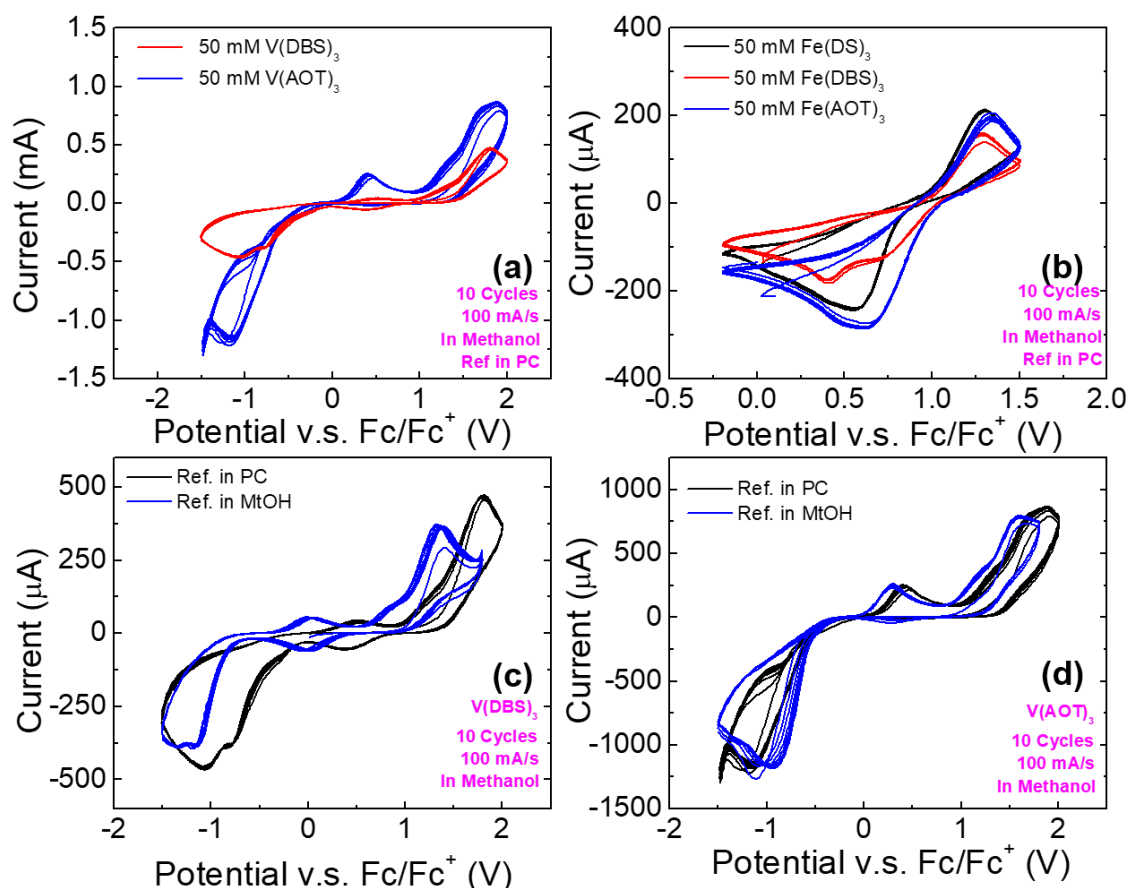 1.5
1.0
0.5
0.0
-0.5
-1.0
-1.5
Current (mA)
50 mM V(DBS)₃
50 mM V(AOT)₃
(a)
10 Cycles
100 mA/s
In Methanol
Ref in PC
-2 -1 0 1 2
Potential v.s. Fc/Fc⁺ (V)
400
200
0
-200
-400
Current (μA)
50 mM Fe(DS)₃
50 mM Fe(DBS)₃
50 mM Fe(AOT)₃
(b)
10 Cycles
100 mA/s
In Methanol
Ref in PC
-0.5 0.0 0.5 1.0 1.5 2.0
Potential v.s. Fc/Fc⁺ (V)
500
250
0
-250
-500
Current (μA)
Ref. in PC
Ref. in MtOH
(c)
V(DBS)₃
10 Cycles
100 mA/s
In Methanol
-2 -1 0 1 2
Potential v.s. Fc/Fc⁺ (V)
1000
500
0
-500
-1000
-1500
Current (μA)
Ref. in PC
Ref. in MtOH
(d)
V(AOT)₃
10 Cycles
100 mA/s
In Methanol
-2 -1 0 1 2
Potential v.s. Fc/Fc⁺ (V)